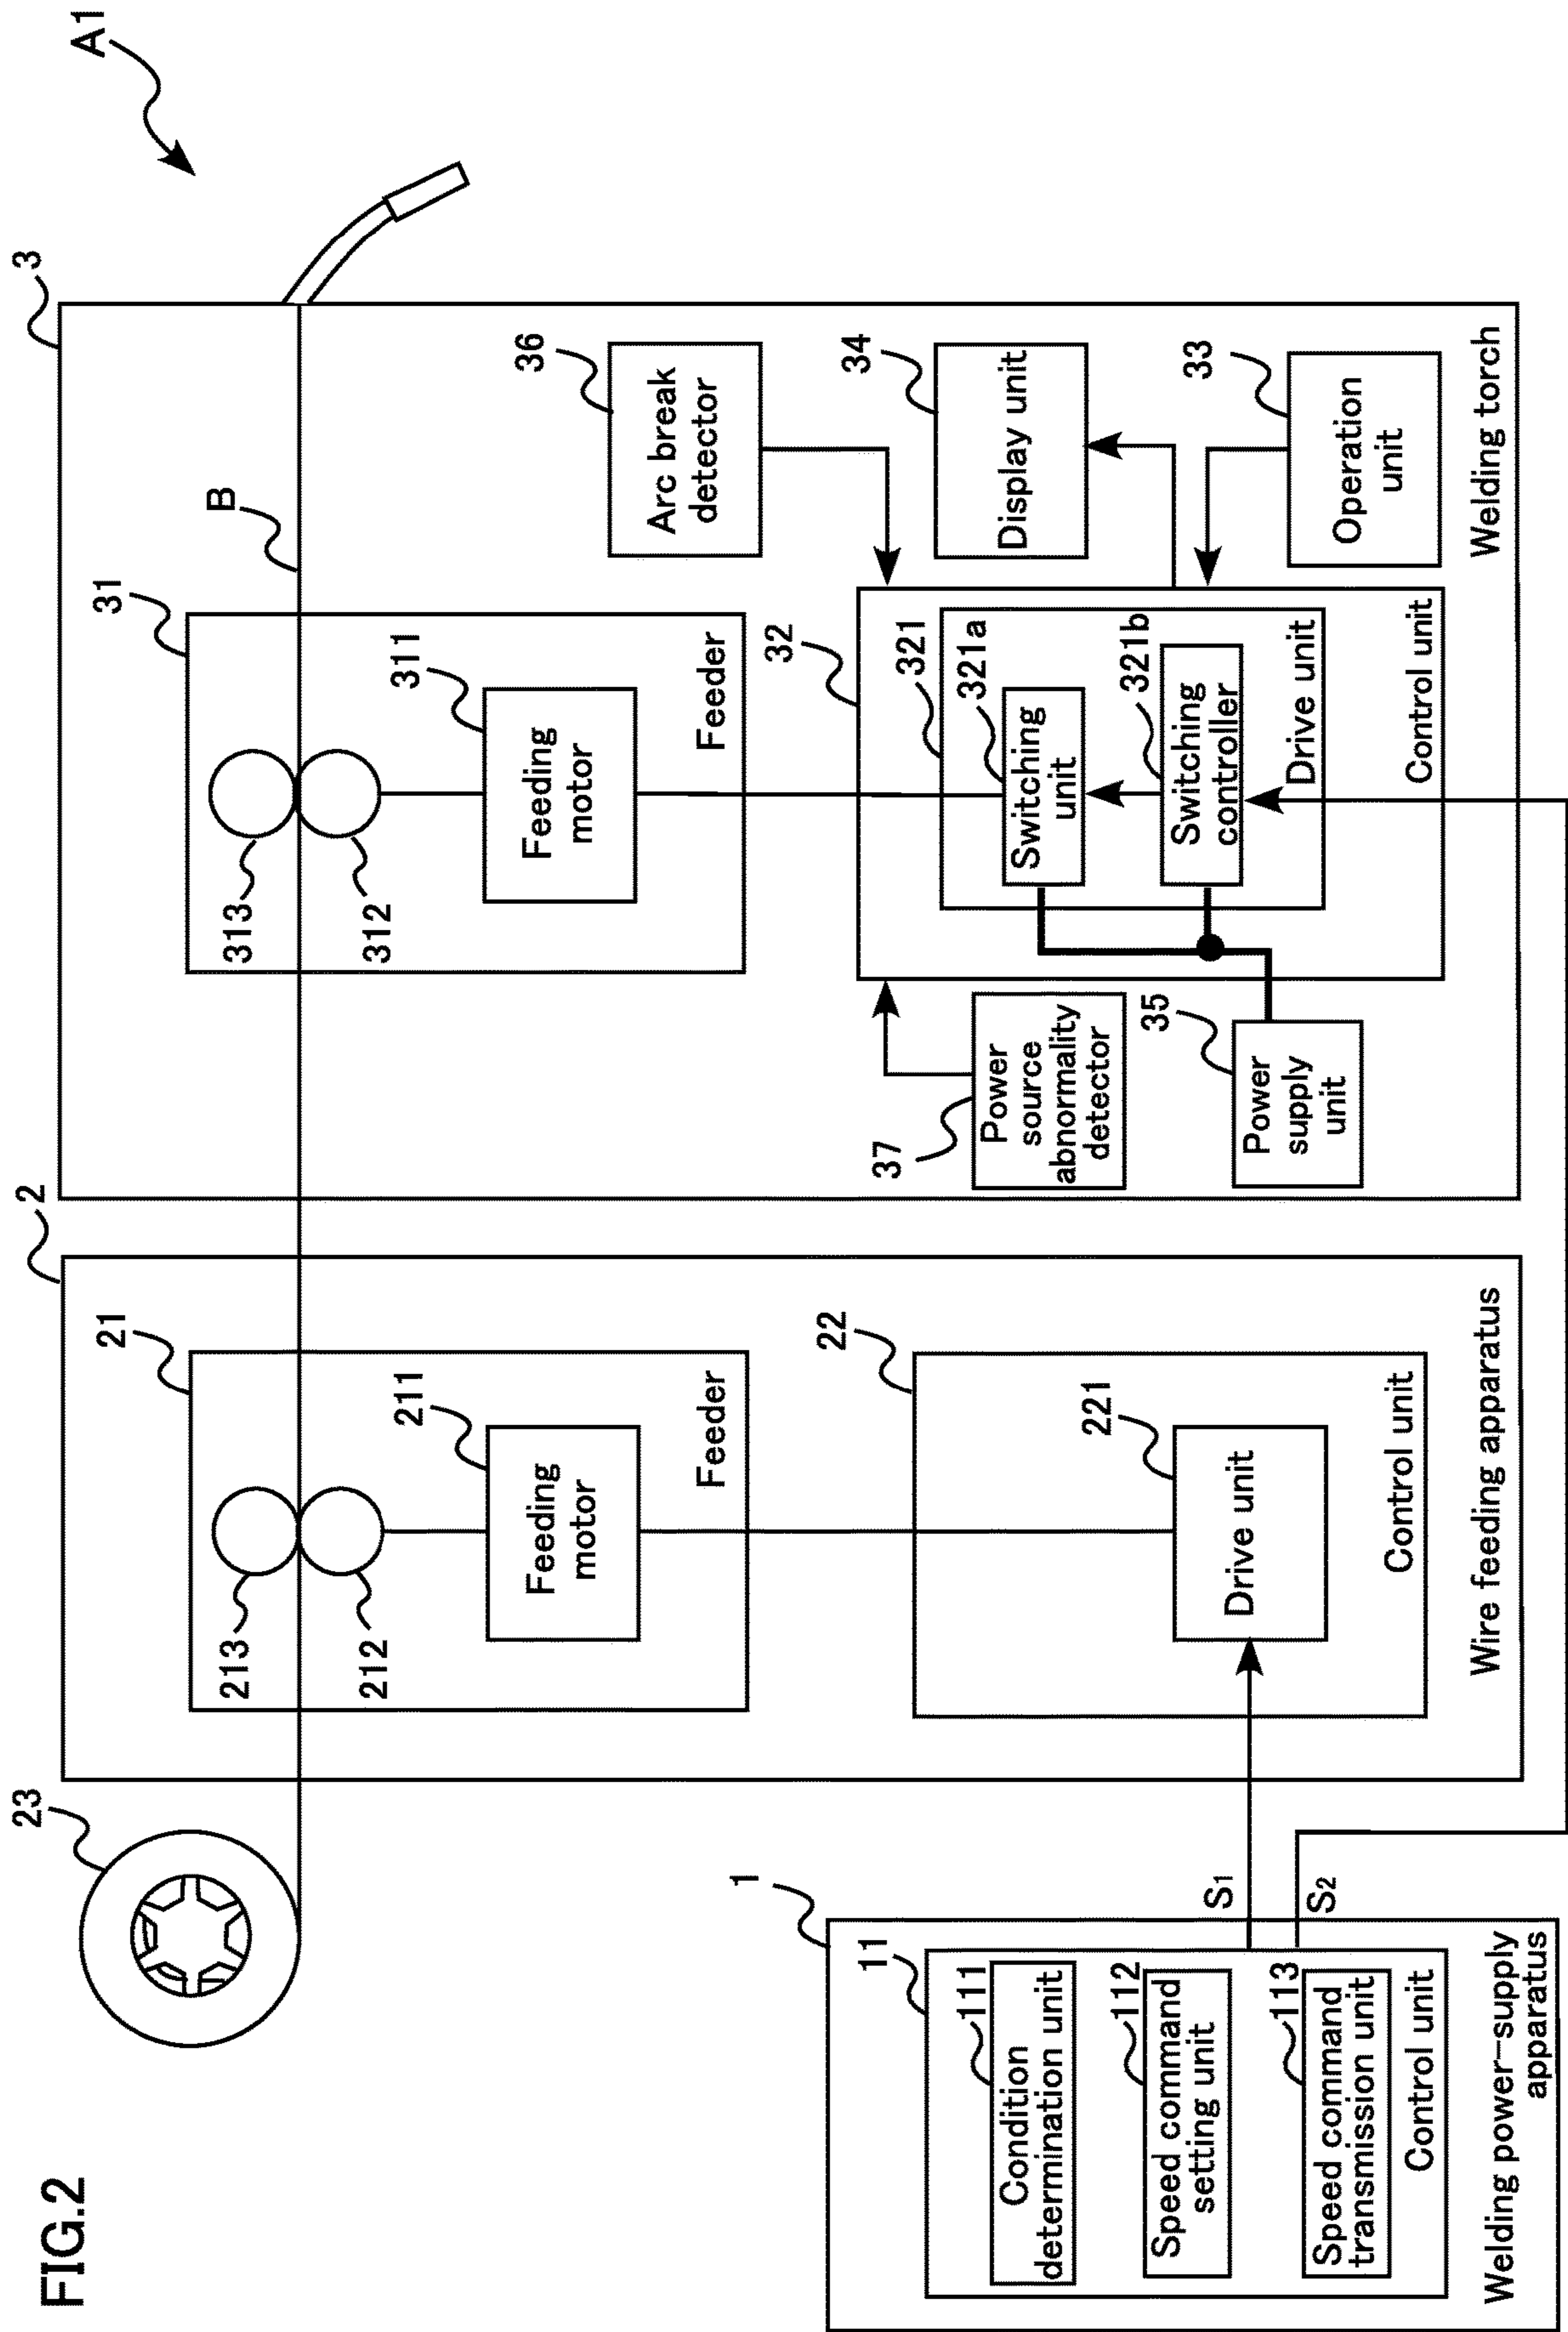 FIG.2
A1
23
2
3
21
213
212
211
Feeding
motor
Feeder
22
221
Drive unit
Control unit
Wire feeding apparatus
31
B
313
312
311
Feeding
motor
Feeder
36
Arc break
detector
34
Display unit
33
Operation
unit
32
321
321a
Switching
unit
321b
Switching
controller
Drive unit
Control unit
37
Power
source
abnormality
detector
35
Power
supply
unit
Welding torch
1
11
111
Condition
determination unit
112
Speed command
setting unit
113
Speed command
transmission unit
Control unit
Welding power-supply
apparatus
S1
S2